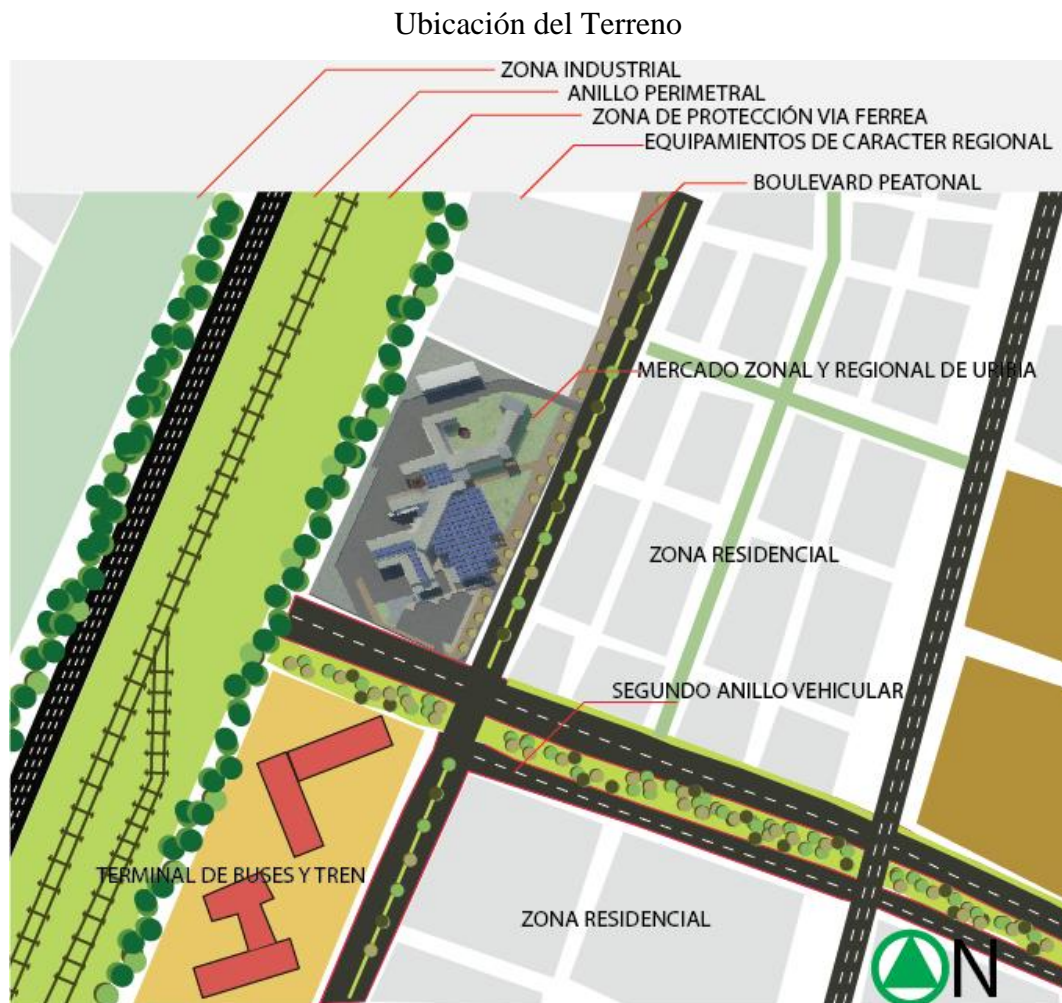 Ubicación del Terreno
ZONA INDUSTRIAL
ANILLO PERIMETRAL
ZONA DE PROTECCIÓN VIA FERREA
EQUIPAMIENTOS DE CARACTER REGIONAL
BOULEVARD PEATONAL
MERCADO ZONAL Y REGIONAL DE URIBIA
ZONA RESIDENCIAL
SEGUNDO ANILLO VEHICULAR
TERMINAL DE BUSES Y TREN
ZONA RESIDENCIAL
N